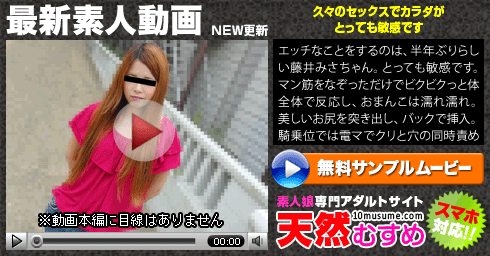 最新素人動画 NEW更新
※動画本編に目線はありません
00:00
久々のセックスでカラダが
とっても敏感です
エッチなことをするのは、半年ぶりらし
い藤井みさちゃん。とっても敏感です。
マン筋をなぞっただけでビクビクっと体
全体で反応し、おまんこは濡れ濡れ。
美しいお尻を突き出し、バックで挿入。
騎乗位では電マでクリと穴の同時責め
無料サンプルムービー
素人娘専門アダルトサイト
10musume.com
天然むすめ
スマホ
対応!!